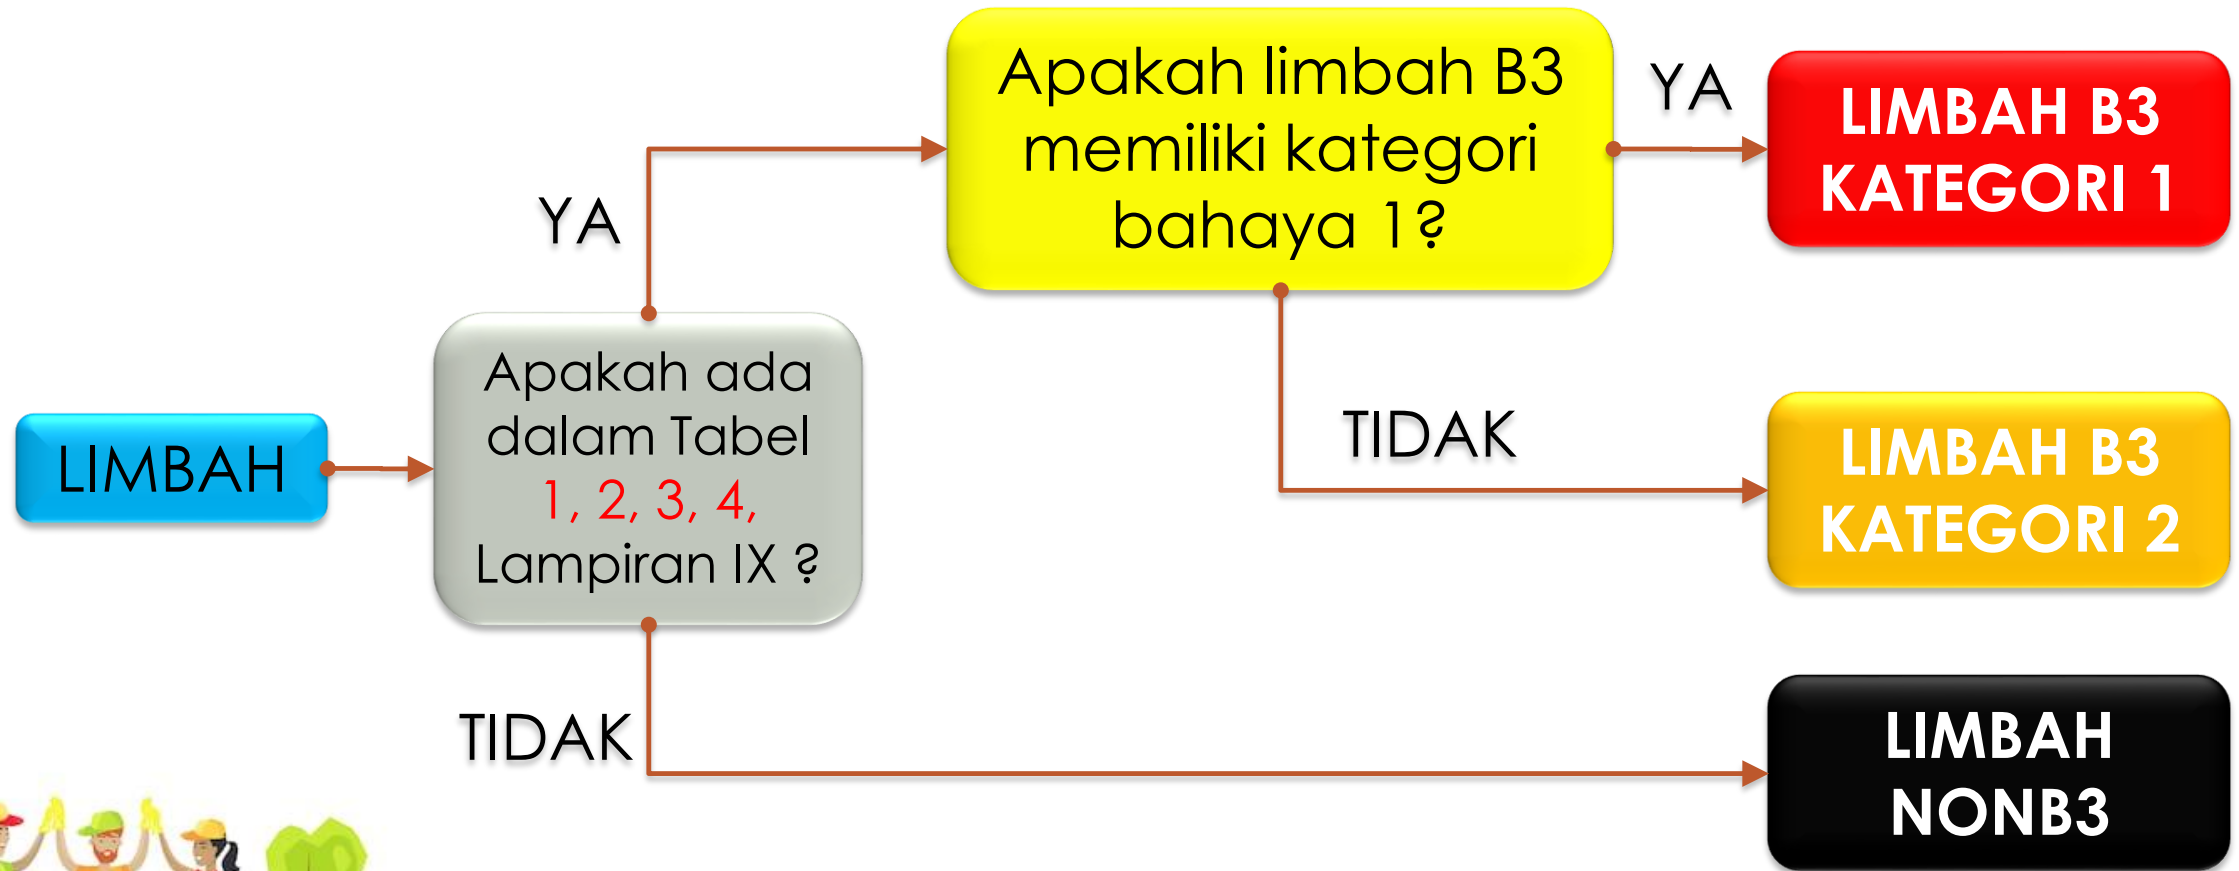 LIMBAH
Apakah ada
dalam Tabel
1, 2, 3, 4,
Lampiran IX ?
YA
Apakah limbah B3
memiliki kategori
bahaya 1?
YA
LIMBAH B3
KATEGORI 1
TIDAK
LIMBAH B3
KATEGORI 2
TIDAK
LIMBAH
NONB3